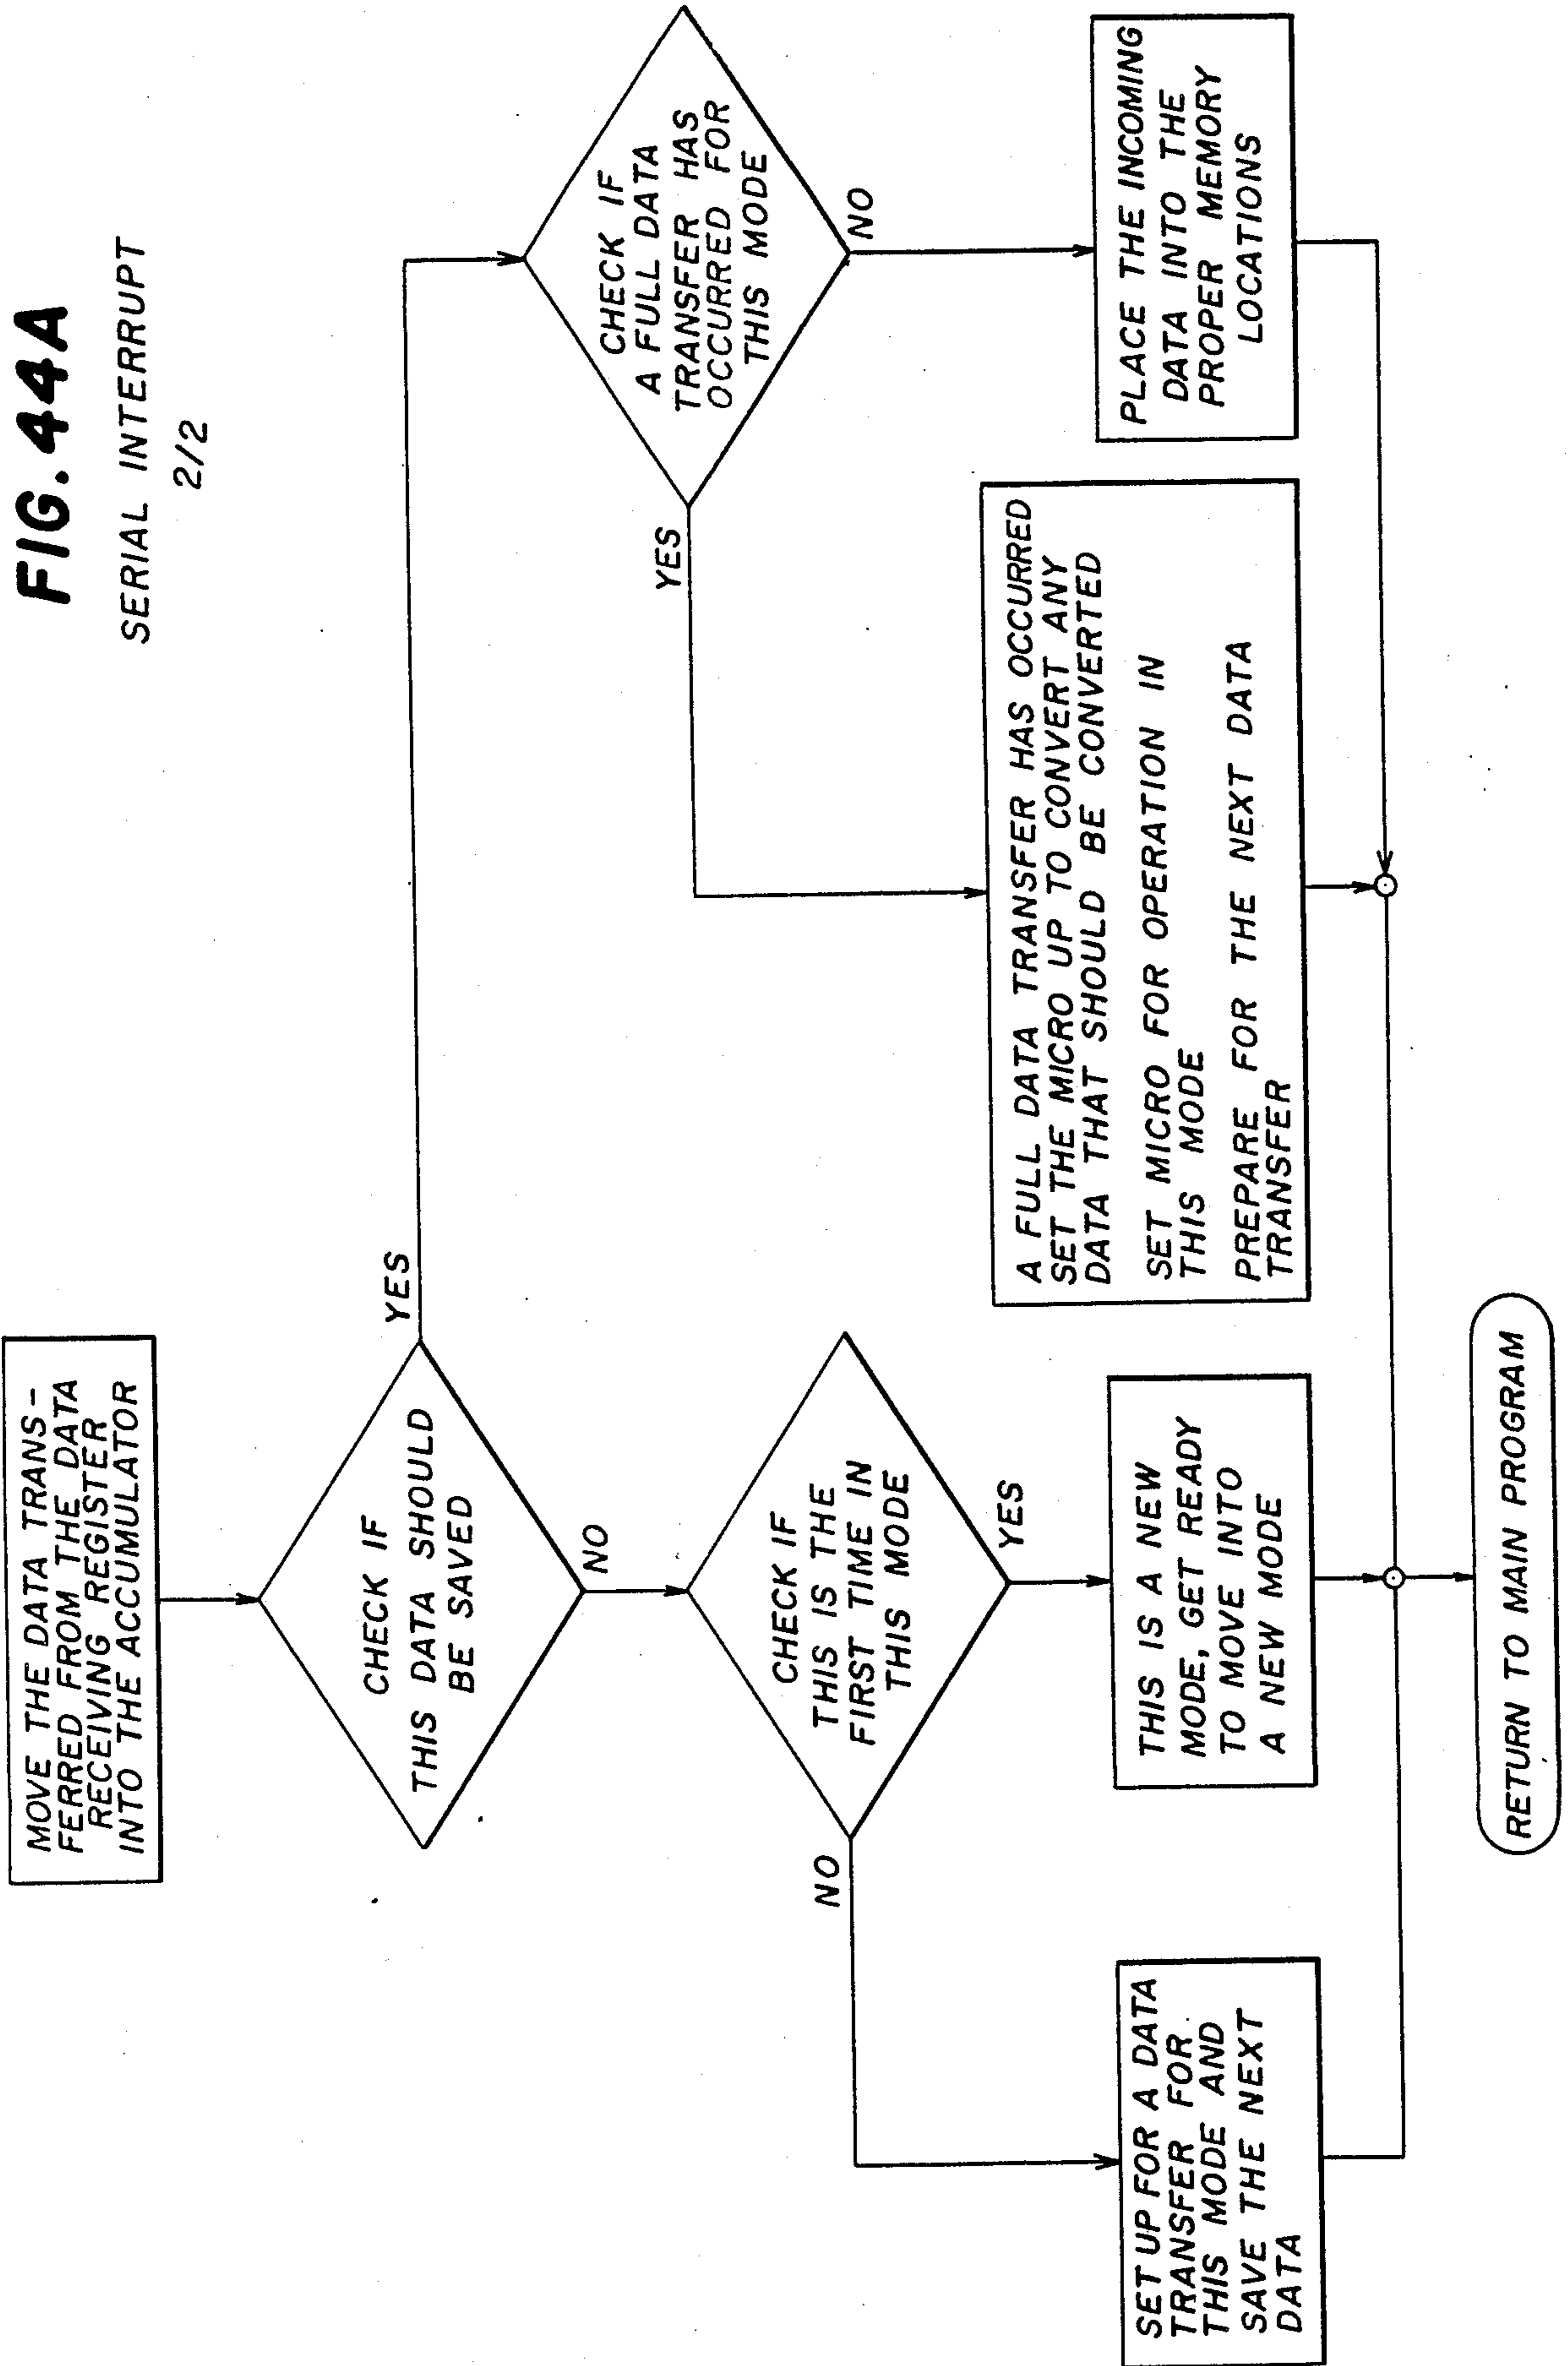 FIG. 44A
SERIAL INTERRUPT
2/2
MOVE THE DATA TRANS-
FERRED FROM THE DATA
RECEIVING REGISTER
INTO THE ACCUMULATOR
CHECK IF
THIS DATA SHOULD
BE SAVED
YES
NO
CHECK IF
A FULL DATA
TRANSFER HAS
OCCURRED FOR
THIS MODE
YES
NO
CHECK IF
THIS IS THE
FIRST TIME IN
THIS MODE
NO
YES
SET UP FOR A DATA
TRANSFER FOR
THIS MODE AND
SAVE THE NEXT
DATA
THIS IS A NEW
MODE, GET READY
TO MOVE INTO
A NEW MODE
A FULL DATA TRANSFER HAS OCCURRED
SET THE MICRO UP TO CONVERT ANY
DATA THAT SHOULD BE CONVERTED
SET MICRO FOR OPERATION IN
THIS MODE
PREPARE FOR THE NEXT DATA
TRANSFER
PLACE THE INCOMING
DATA INTO THE
PROPER MEMORY
LOCATIONS
RETURN TO MAIN PROGRAM